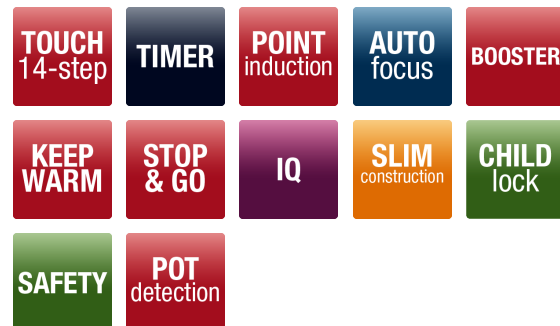 TOUCH
14-step
TIMER
POINT
induction
AUTO
focus
BOOSTER
KEEP
WARM
STOP
& GO
IQ
SLIM
construction
CHILD
lock
SAFETY
POT
detection